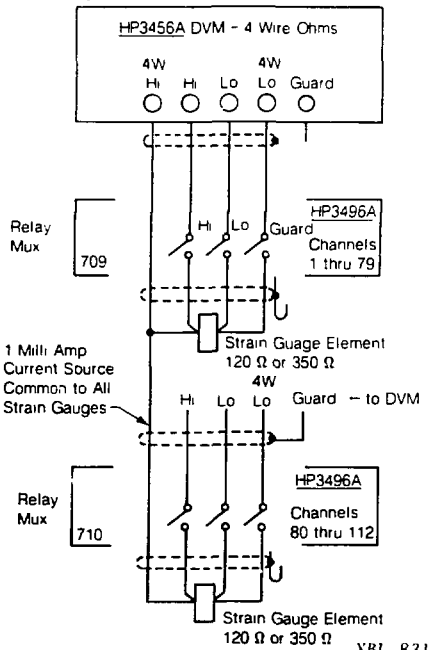 HP3456A DVM - 4 Wire Ohms
4W Hi Hi Lo 4W Lo Guard
Hi Lo Guard
Relay Mux
709
HP3496A
Channels
1 thru 79
Strain Guage Element
120 Ω or 350 Ω
1 Milli Amp
Current Source
Common to All
Strain Gauges
Hi Lo 4W Lo Guard - to DVM
Relay Mux
710
HP3496A
Channels
80 thru 112
Strain Gauge Element
120 Ω or 350 Ω